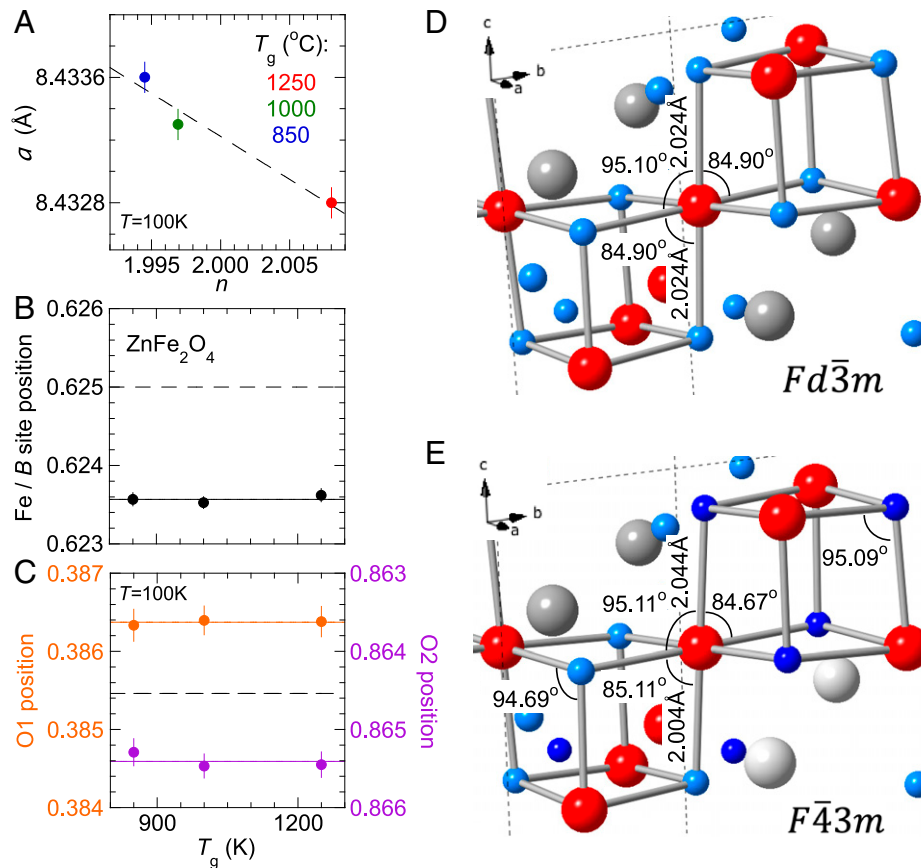 A
T_g (°C):
1250
1000
850
8.4336
8.4328
a (Å)
T=100K
1.995
2.000
2.005
n
B
0.626
0.625
0.624
0.623
Fe / B site position
ZnFe₂O₄
C
0.387
0.386
0.385
0.384
O1 position
T=100K
0.863
0.864
0.865
0.866
O2 position
900
1200
T_g (K)
D
c
b
a
95.10°
2.024Å
84.90°
84.90°
2.024Å
Fd3̅m
E
c
b
a
95.09°
95.11°
2.044Å
84.67°
94.69°
85.11°
2.004Å
F4̅3m